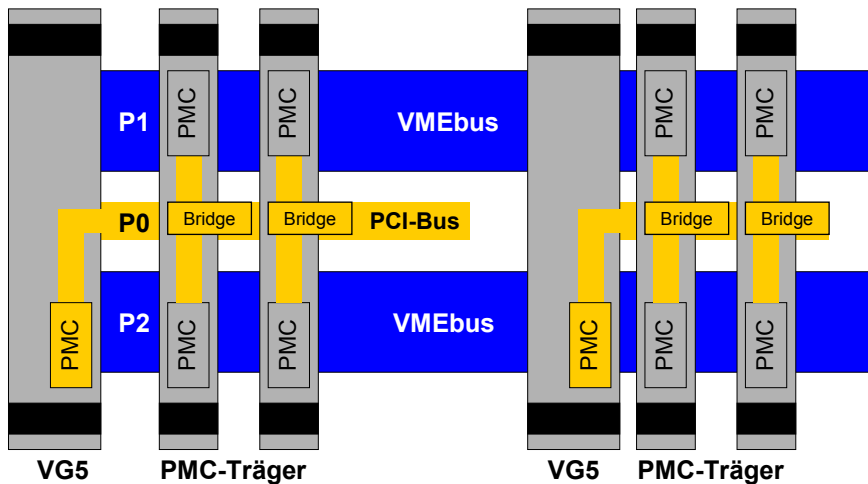 PMC PMC PMC PMC
P1 VMEbus
P0 Bridge Bridge PCI-Bus Bridge Bridge
PMC PMC PMC PMC PMC PMC
P2 VMEbus
VG5 PMC-Träger VG5 PMC-Träger